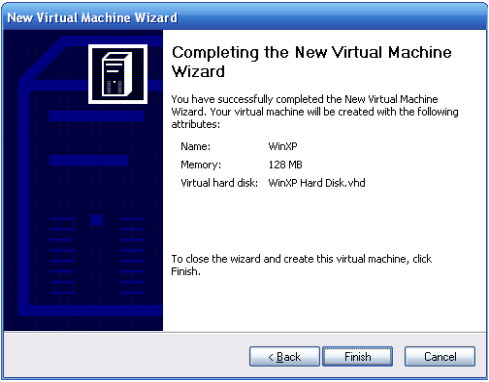 New Virtual Machine Wizard
Completing the New Virtual Machine
Wizard
You have successfully completed the New Virtual Machine
Wizard. Your virtual machine will be created with the following
attributes:
Name: WinXP
Memory: 128 MB
Virtual hard disk: WinXP Hard Disk.vhd
To close the wizard and create this virtual machine, click
Finish.
< Back Finish Cancel